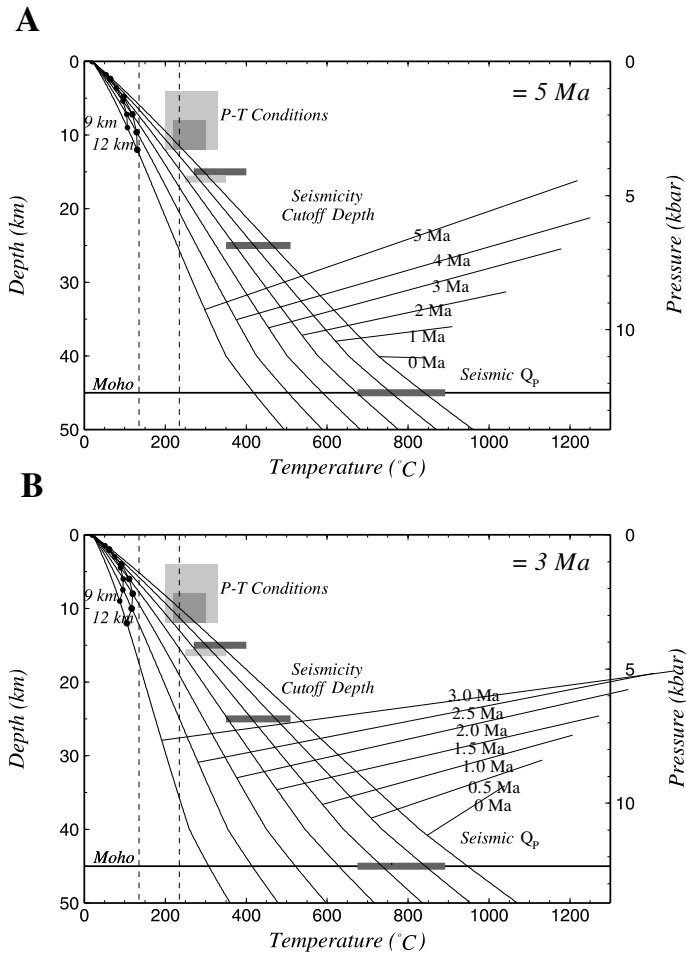 A
0
10
20
30
40
50
Depth (km)
0
5
10
Pressure (kbar)
= 5 Ma
P-T Conditions
9 km
12 km
Seismicity
Cutoff Depth
5 Ma
4 Ma
3 Ma
2 Ma
1 Ma
0 Ma
Seismic QP
Moho
0 200 400 600 800 1000 1200
Temperature (°C)
B
0
10
20
30
40
50
Depth (km)
0
5
10
Pressure (kbar)
= 3 Ma
P-T Conditions
9 km
12 km
Seismicity
Cutoff Depth
3.0 Ma
2.5 Ma
2.0 Ma
1.5 Ma
1.0 Ma
0.5 Ma
0 Ma
Seismic QP
Moho
0 200 400 600 800 1000 1200
Temperature (°C)